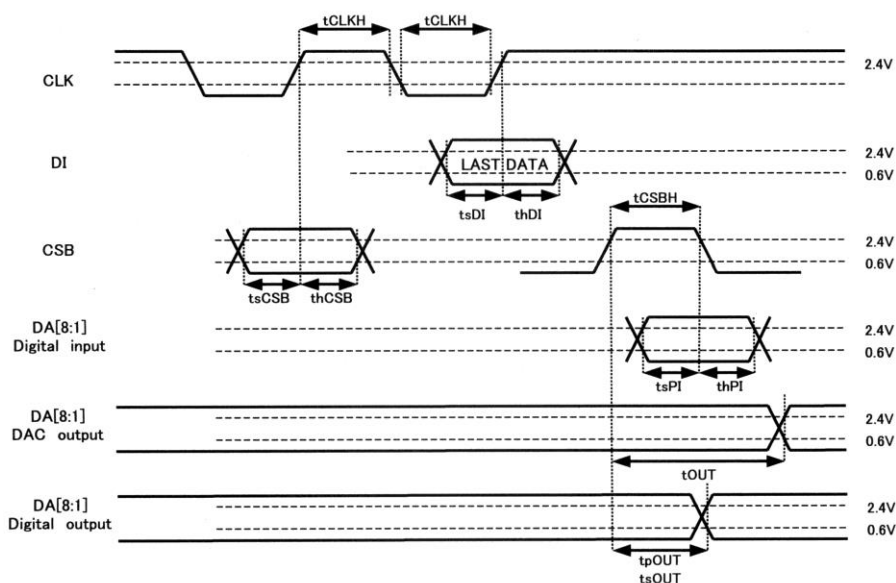 tCLKH tCLKH
CLK
2.4V
DI
LAST DATA
2.4V
0.6V
tsDI thDI
tCSBH
CSB
2.4V
0.6V
tsCSB thCSB
DA[8:1]
Digital input
2.4V
0.6V
tsPI thPI
DA[8:1]
DAC output
2.4V
0.6V
tOUT
DA[8:1]
Digital output
2.4V
0.6V
tpOUT
tsOUT